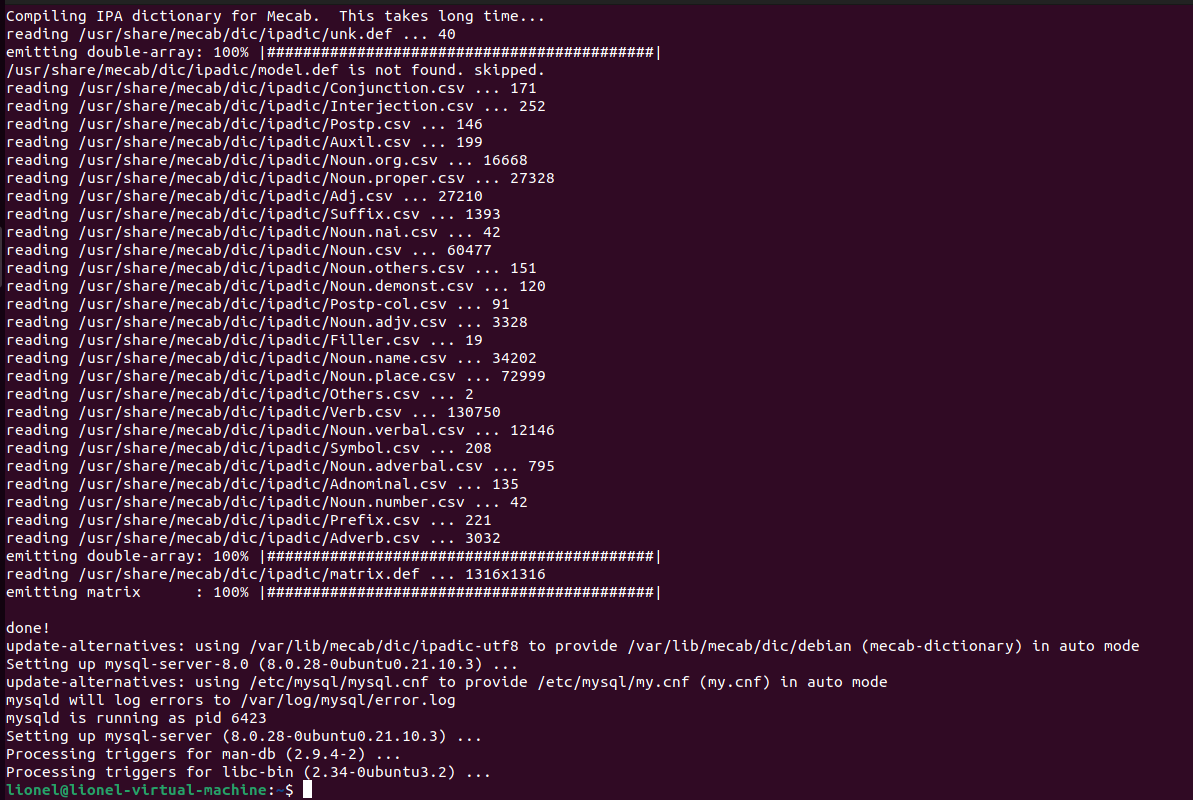 Compiling IPA dictionary for Mecab.  This takes long time...
reading /usr/share/mecab/dic/ipadic/unk.def ... 40
emitting double-array: 100% |###########################################|
/usr/share/mecab/dic/ipadic/model.def is not found. skipped.
reading /usr/share/mecab/dic/ipadic/Conjunction.csv ... 171
reading /usr/share/mecab/dic/ipadic/Interjection.csv ... 252
reading /usr/share/mecab/dic/ipadic/Postp.csv ... 146
reading /usr/share/mecab/dic/ipadic/Auxil.csv ... 199
reading /usr/share/mecab/dic/ipadic/Noun.org.csv ... 16668
reading /usr/share/mecab/dic/ipadic/Noun.proper.csv ... 27328
reading /usr/share/mecab/dic/ipadic/Adj.csv ... 27210
reading /usr/share/mecab/dic/ipadic/Suffix.csv ... 1393
reading /usr/share/mecab/dic/ipadic/Noun.nai.csv ... 42
reading /usr/share/mecab/dic/ipadic/Noun.csv ... 60477
reading /usr/share/mecab/dic/ipadic/Noun.others.csv ... 151
reading /usr/share/mecab/dic/ipadic/Noun.demonst.csv ... 120
reading /usr/share/mecab/dic/ipadic/Postp-col.csv ... 91
reading /usr/share/mecab/dic/ipadic/Noun.adjv.csv ... 3328
reading /usr/share/mecab/dic/ipadic/Filler.csv ... 19
reading /usr/share/mecab/dic/ipadic/Noun.name.csv ... 34202
reading /usr/share/mecab/dic/ipadic/Noun.place.csv ... 72999
reading /usr/share/mecab/dic/ipadic/Others.csv ... 2
reading /usr/share/mecab/dic/ipadic/Verb.csv ... 130750
reading /usr/share/mecab/dic/ipadic/Noun.verbal.csv ... 12146
reading /usr/share/mecab/dic/ipadic/Symbol.csv ... 208
reading /usr/share/mecab/dic/ipadic/Noun.adverbal.csv ... 795
reading /usr/share/mecab/dic/ipadic/Adnominal.csv ... 135
reading /usr/share/mecab/dic/ipadic/Noun.number.csv ... 42
reading /usr/share/mecab/dic/ipadic/Prefix.csv ... 221
reading /usr/share/mecab/dic/ipadic/Adverb.csv ... 3032
emitting double-array: 100% |###########################################|
reading /usr/share/mecab/dic/ipadic/matrix.def ... 1316x1316
emitting matrix      : 100% |###########################################|

done!
update-alternatives: using /var/lib/mecab/dic/ipadic-utf8 to provide /var/lib/mecab/dic/debian (mecab-dictionary) in auto mode
Setting up mysql-server-8.0 (8.0.28-0ubuntu0.21.10.3) ...
update-alternatives: using /etc/mysql/mysql.cnf to provide /etc/mysql/my.cnf (my.cnf) in auto mode
mysqld will log errors to /var/log/mysql/error.log
mysqld is running as pid 6423
Setting up mysql-server (8.0.28-0ubuntu0.21.10.3) ...
Processing triggers for man-db (2.9.4-2) ...
Processing triggers for libc-bin (2.34-0ubuntu3.2) ...
lionel@lionel-virtual-machine:~$